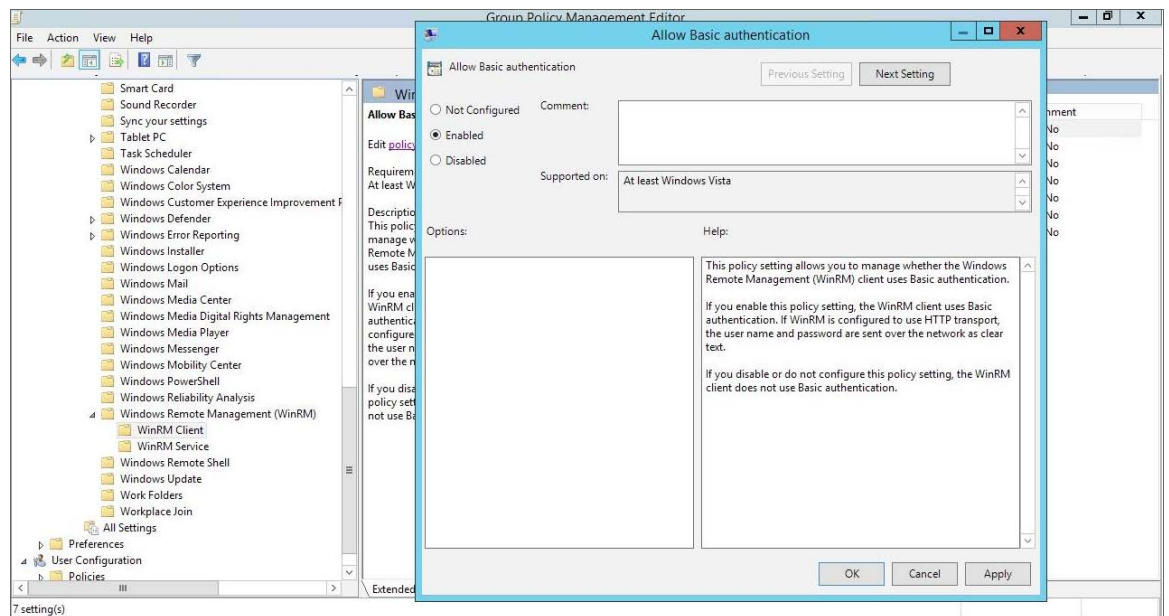 Group Policy Management Editor
File Action View Help
Smart Card
Sound Recorder
Sync your settings
Tablet PC
Task Scheduler
Windows Calendar
Windows Color System
Windows Customer Experience Improvement P
Windows Defender
Windows Error Reporting
Windows Installer
Windows Logon Options
Windows Mail
Windows Media Center
Windows Media Digital Rights Management
Windows Media Player
Windows Messenger
Windows Mobility Center
Windows PowerShell
Windows Reliability Analysis
Windows Remote Management (WinRM)
WinRM Client
WinRM Service
Windows Remote Shell
Windows Update
Work Folders
Workplace Join
All Settings
Preferences
User Configuration
Policies
7 setting(s)
Win
Allow Bas
Edit policy
Requirem
At least W
Descriptio
This polic
manage w
Remote M
uses Basic
If you ena
WinRM cl
authentica
configure
the user n
over the n
If you disa
policy sett
not use Ba
Extended
mment
No
No
No
No
No
No
No
Allow Basic authentication
Allow Basic authentication
Previous Setting Next Setting
Not Configured
Enabled
Disabled
Comment:
Supported on:
At least Windows Vista
Options:
Help:
This policy setting allows you to manage whether the Windows
Remote Management (WinRM) client uses Basic authentication.
If you enable this policy setting, the WinRM client uses Basic
authentication. If WinRM is configured to use HTTP transport,
the user name and password are sent over the network as clear
text.
If you disable or do not configure this policy setting, the WinRM
client does not use Basic authentication.
OK Cancel Apply